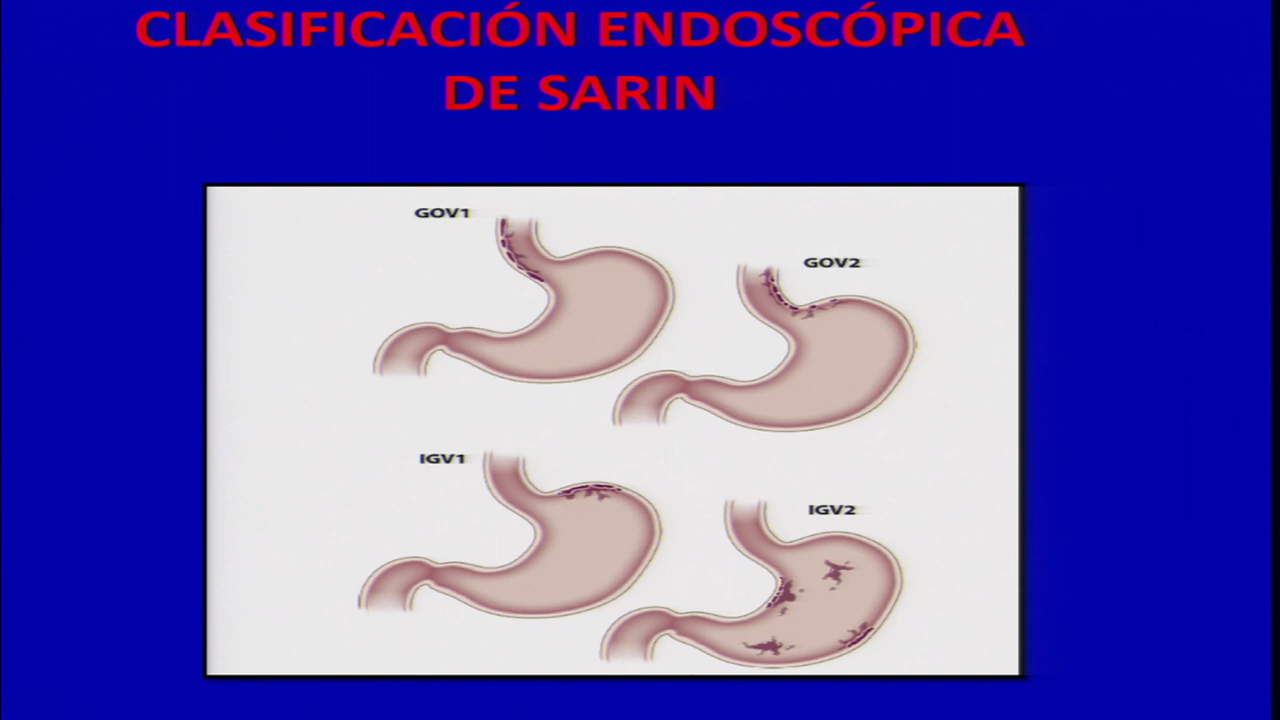 CLASIFICACIÓN ENDOSCÓPICA
DE SARIN
GOV1
GOV2
IGV1
IGV2